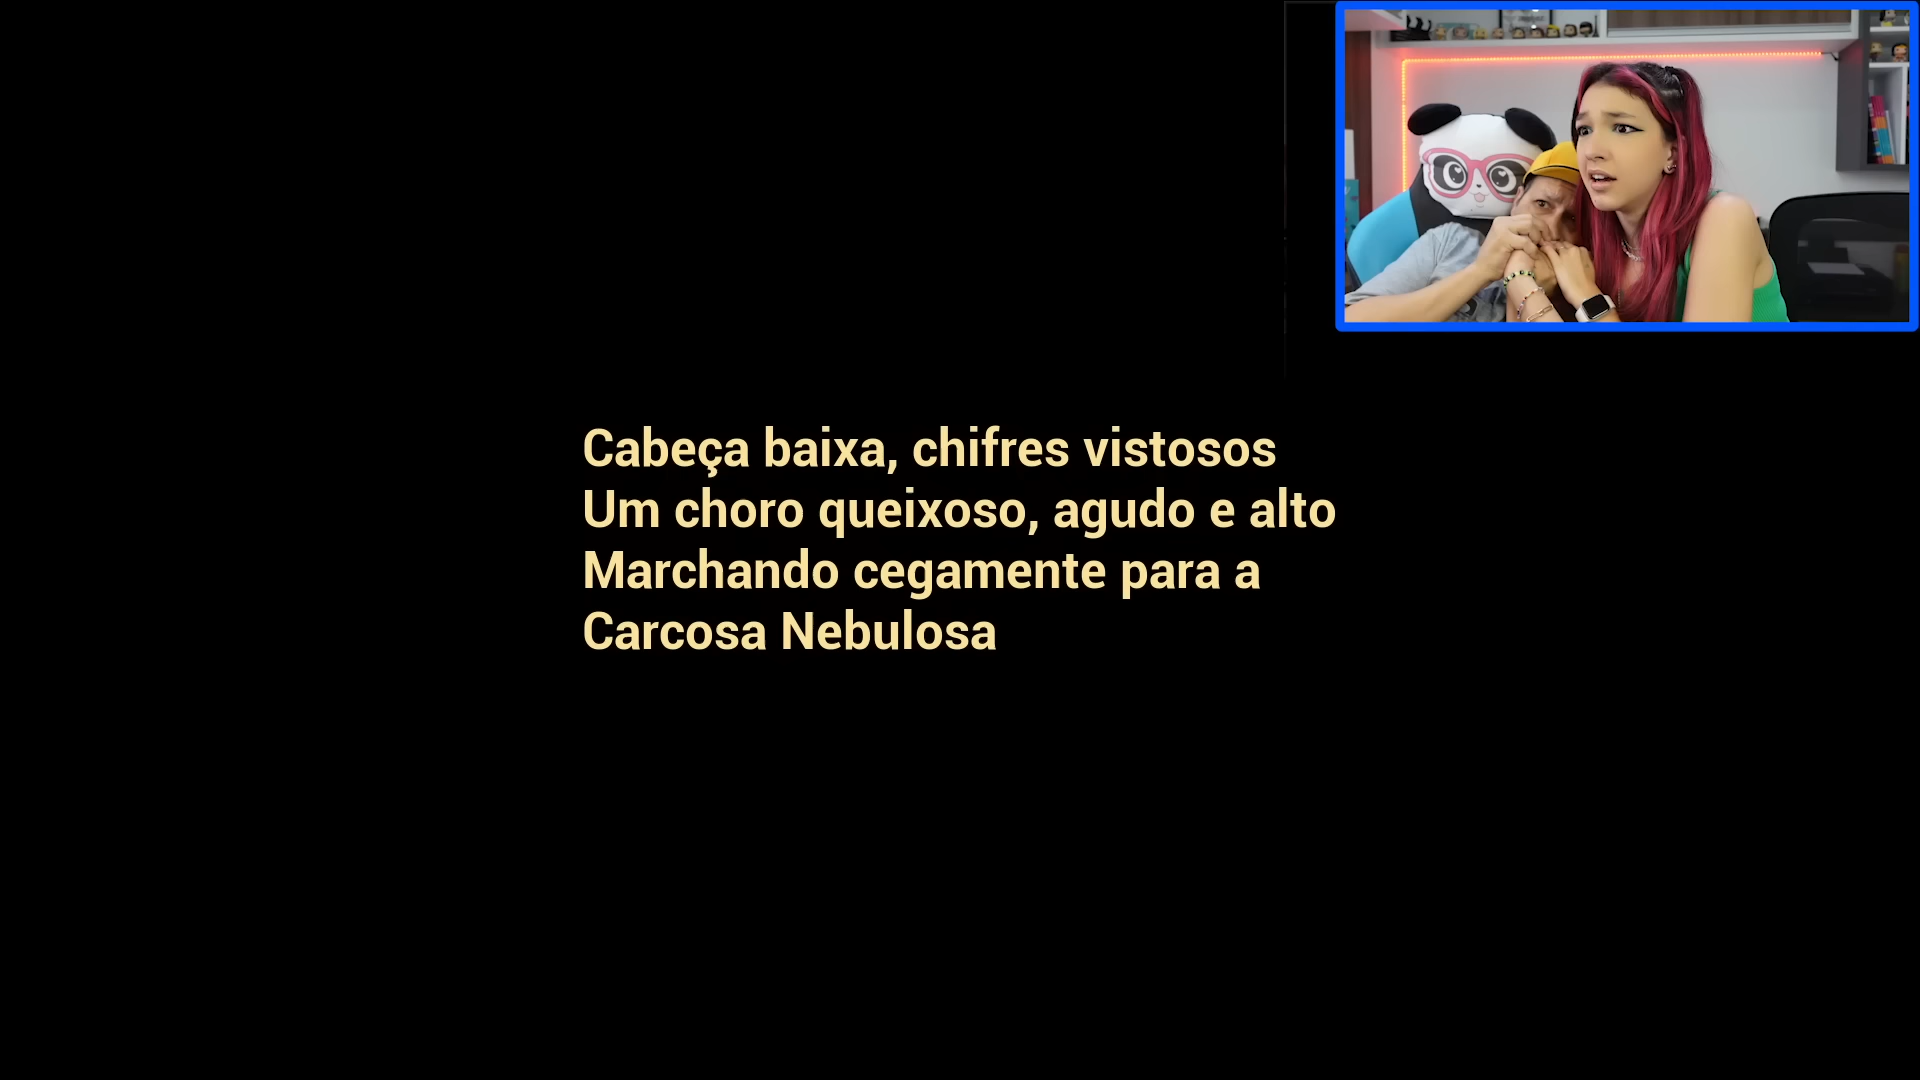 Cabeça baixa, chifres vistosos
Um choro queixoso, agudo e alto
Marchando cegamente para a
Carcosa Nebulosa